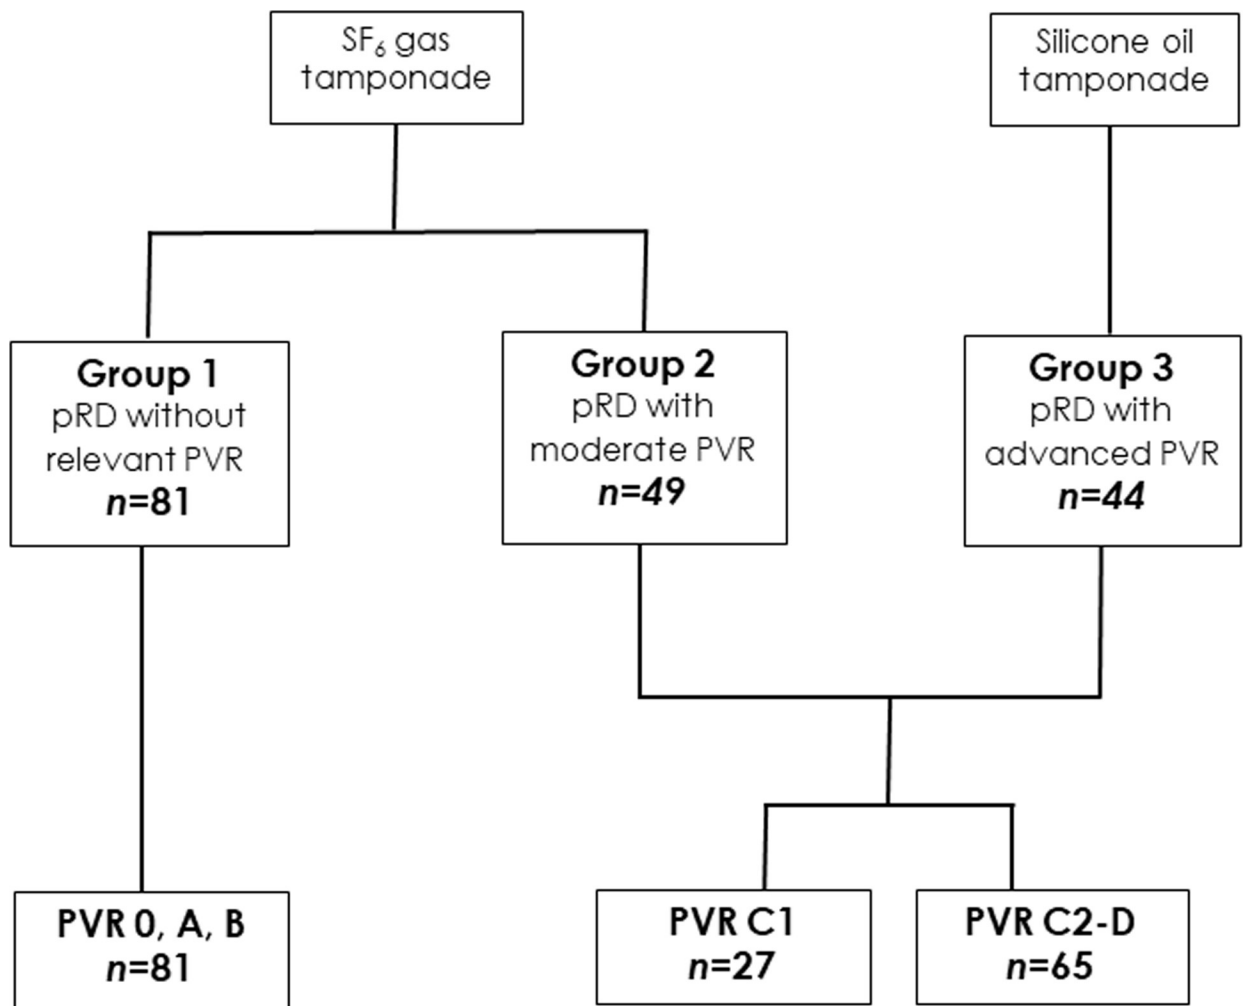 SF₆ gas
tamponade
Silicone oil
tamponade
Group 1
pRD without
relevant PVR
n=81
Group 2
pRD with
moderate PVR
n=49
Group 3
pRD with
advanced PVR
n=44
PVR 0, A, B
n=81
PVR C1
n=27
PVR C2-D
n=65